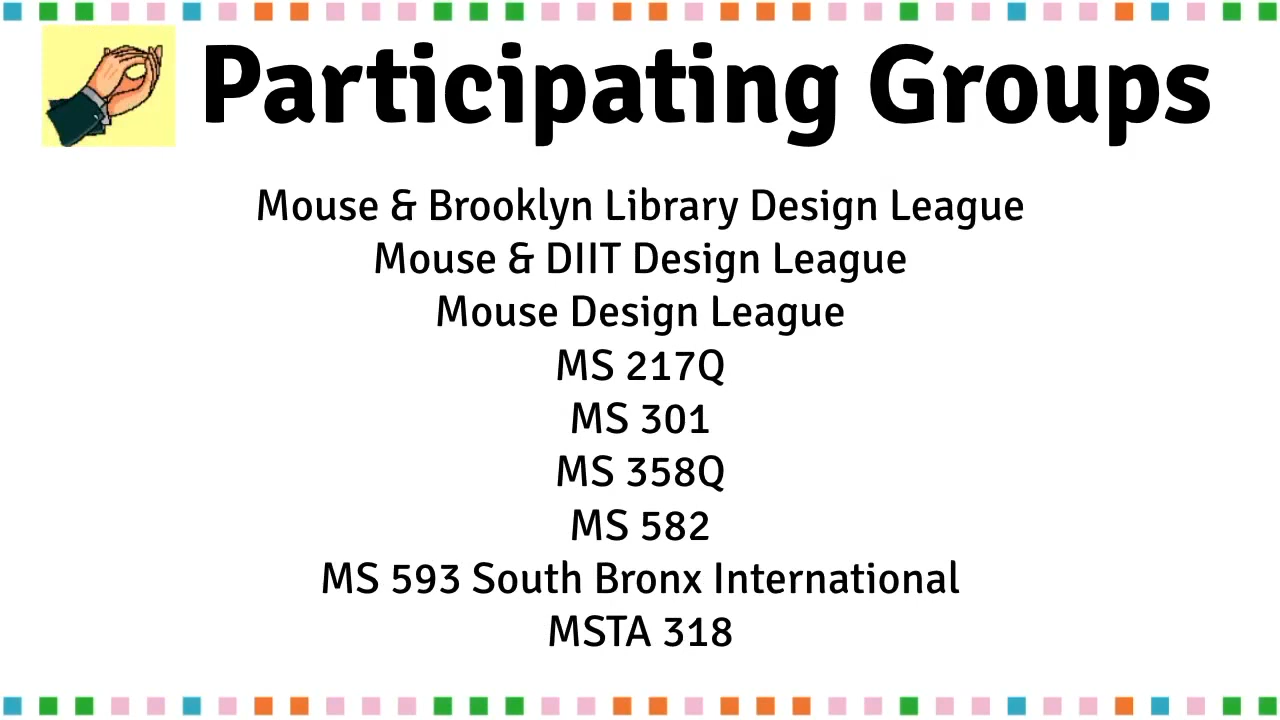 Participating Groups
Mouse & Brooklyn Library Design League
Mouse & DIIT Design League
Mouse Design League
MS 217Q
MS 301
MS 358Q
MS 582
MS 593 South Bronx International
MSTA 318